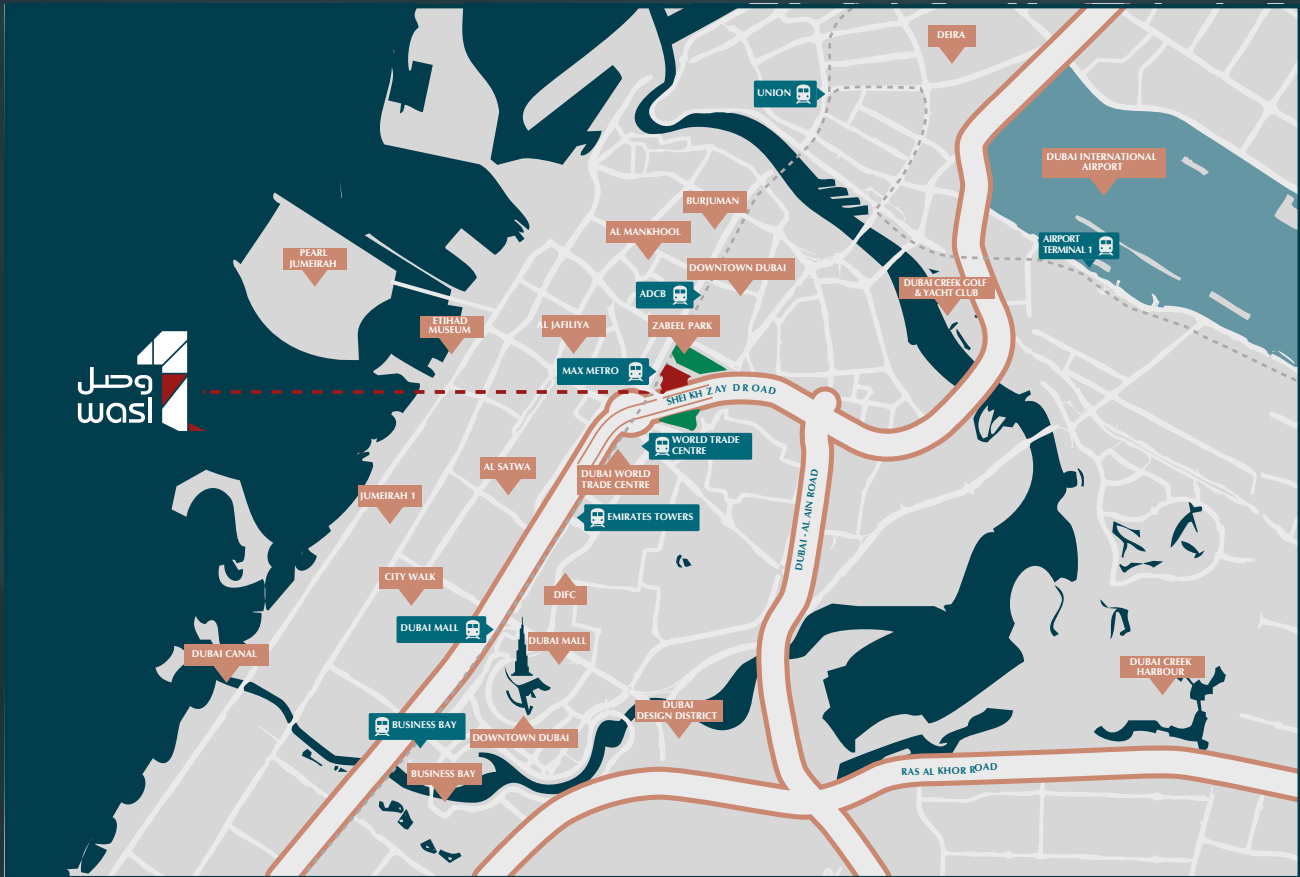 DEIRA
UNION
DUBAI INTERNATIONAL
AIRPORT
BURJUMAN
AL MANKHOOL
AIRPORT
TERMINAL 1
PEARL
JUMEIRAH
DOWNTOWN DUBAI
DUBAI CREEK GOLF
& YACHT CLUB
ADCB
ETIHAD
MUSEUM
AL JAFILIYA
ZABEEL PARK
MAX METRO
وصل
wasl
SHEIKH ZAYD ROAD
WORLD TRADE
CENTRE
AL SATWA
DUBAI WORLD
TRADE CENTRE
JUMEIRAH 1
EMIRATES TOWERS
DUBAI - AL AIN ROAD
CITY WALK
DIFC
DUBAI MALL
DUBAI MALL
DUBAI CANAL
DUBAI CREEK
HARBOUR
DUBAI
DESIGN DISTRICT
BUSINESS BAY
DOWNTOWN DUBAI
BUSINESS BAY
RAS AL KHOR ROAD